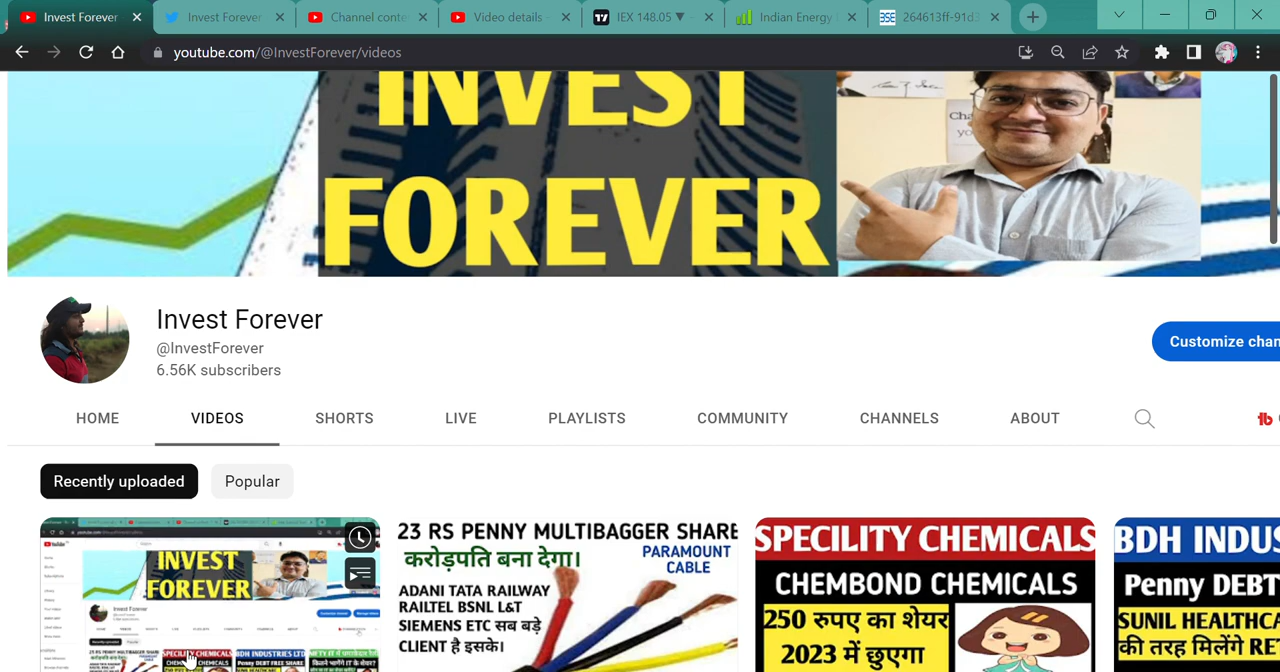 Invest Forever
Invest Forever
Channel conte
Video details -
IEX 148.05 ▼ -
Indian Energy
264613ff-91d3
youtube.com/@InvestForever/videos
INVEST
FOREVER
Invest Forever
@InvestForever
6.56K subscribers
Customize chan
HOME
VIDEOS
SHORTS
LIVE
PLAYLISTS
COMMUNITY
CHANNELS
ABOUT
Recently uploaded
Popular
INVEST
FOREVER
Invest Forever
23 RS PENNY MULTIBAGGER SHARE
करोड़पति बना देगा।
PARAMOUNT
CABLE
ADANI TATA RAILWAY
RAILTEL BSNL L&T
SIEMENS ETC सब बड़े
CLIENT है इसके।
SPECILITY CHEMICALS
CHEMBOND CHEMICALS
250 रुपए का शेयर
2023 में छुएगा
BDH INDUS
Penny DEBT
SUNIL HEALTHCA
की तरह मिलेंगे RE